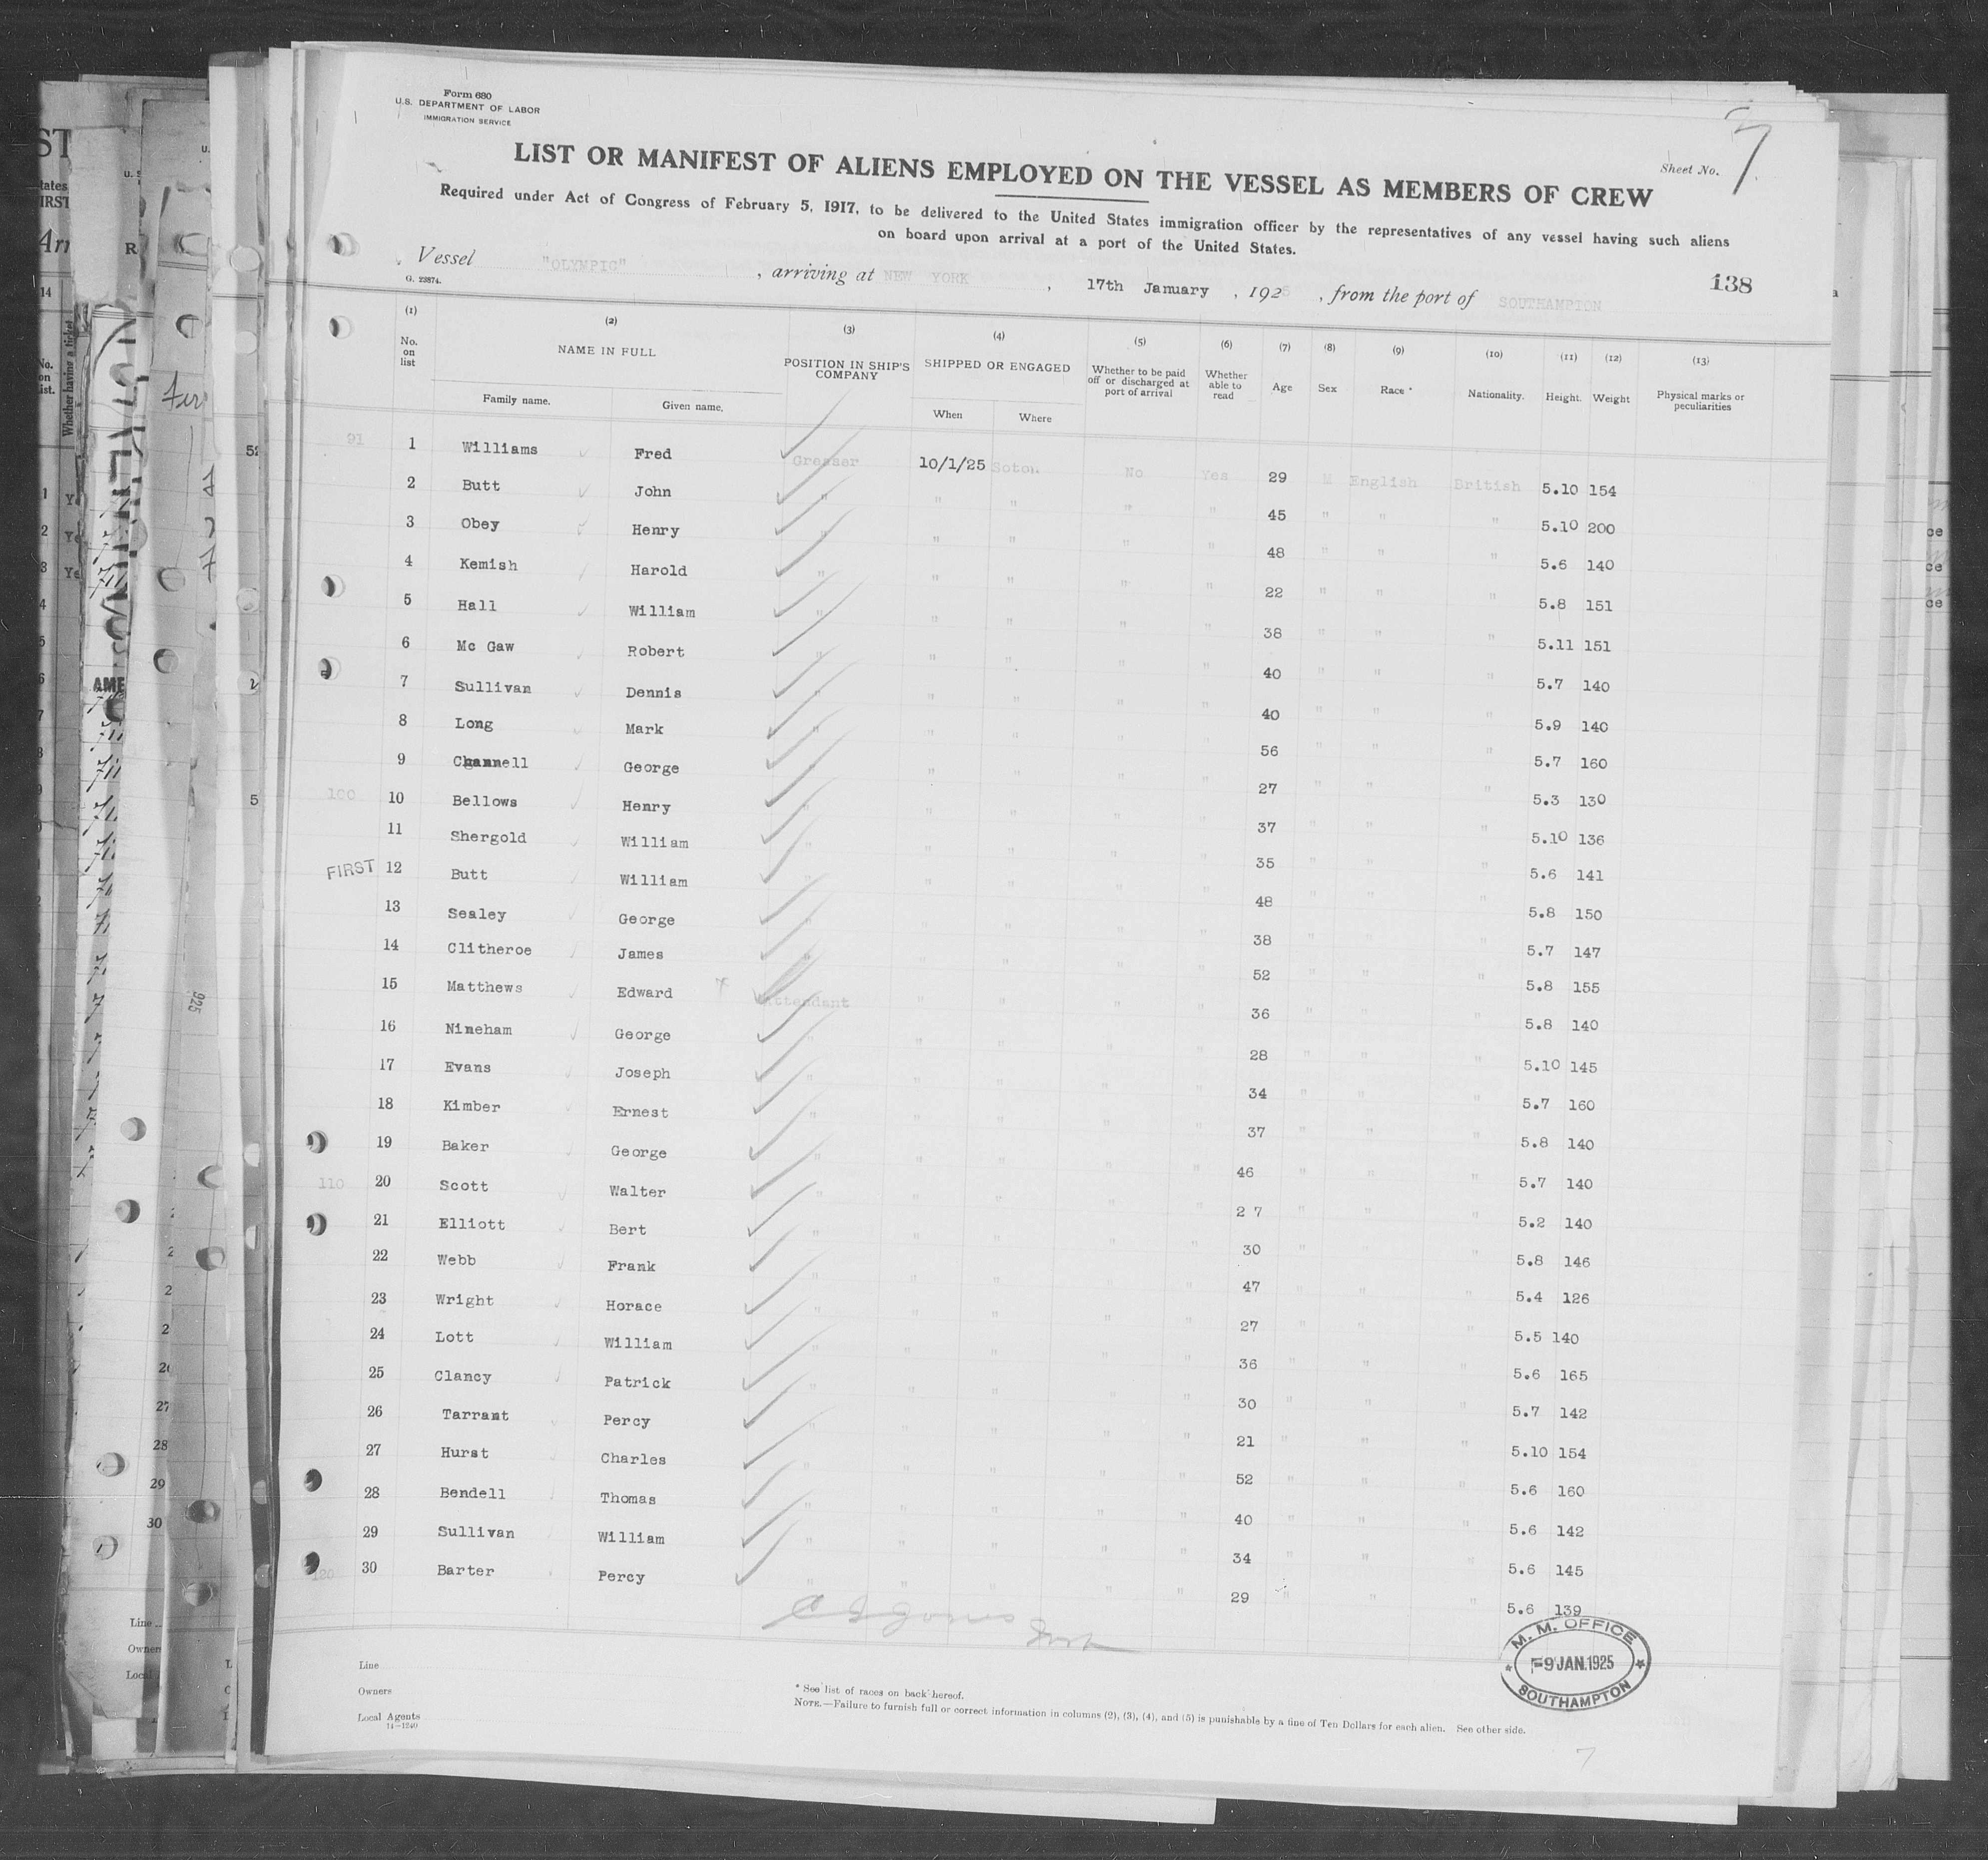 Form 680
U.S. DEPARTMENT OF LABOR
IMMIGRATION SERVICE
Sheet No. 7
LIST OR MANIFEST OF ALIENS EMPLOYED ON THE VESSEL AS MEMBERS OF CREW
Required under Act of Congress of February 5, 1917, to be delivered to the United States immigration officer by the representatives of any vessel having such aliens
on board upon arrival at a port of the United States.
138
Vessel "OLYMPIC", arriving at NEW YORK, 17th January, 1925, from the port of SOUTHAMPTON
G. 23874.
(1) (2) (3) (4) (5) (6) (7) (8) (9) (10) (11) (12) (13)
No. on list NAME IN FULL POSITION IN SHIP'S COMPANY SHIPPED OR ENGAGED Whether to be paid off or discharged at port of arrival Whether able to read Age Sex Race * Nationality. Height. Weight Physical marks or peculiarities
Family name. Given name. When Where
91 1 Williams Fred Greaser 10/1/25 Soton. No Yes 29 M English British 5.10 154
2 Butt John " " " " " 45 " " " 5.10 200
3 Obey Henry " " " " " 48 " " " 5.6 140
4 Kemish Harold " " " " " 22 " " " 5.8 151
5 Hall William " " " " " 38 " " " 5.11 151
6 Mc Gaw Robert " " " " " 40 " " " 5.7 140
7 Sullivan Dennis " " " " " 40 " " " 5.9 140
8 Long Mark " " " " " 56 " " " 5.7 160
9 Channell George " " " " " 27 " " " 5.3 130
100 10 Bellows Henry " " " " " 37 " " " 5.10 136
11 Shergold William " " " " " 35 " " " 5.6 141
FIRST 12 Butt William " " " " " 48 " " " 5.8 150
13 Sealey George " " " " " 38 " " " 5.7 147
14 Clitheroe James " " " " " 52 " " " 5.8 155
15 Matthews Edward Attendant " " " " 36 " " " 5.8 140
16 Nineham George " " " " " 28 " " " 5.10 145
17 Evans Joseph " " " " " 34 " " " 5.7 160
18 Kimber Ernest " " " " " 37 " " " 5.8 140
19 Baker George " " " " " 46 " " " 5.7 140
110 20 Scott Walter " " " " " 27 " " " 5.2 140
21 Elliott Bert " " " " " 30 " " " 5.8 146
22 Webb Frank " " " " " 47 " " " 5.4 126
23 Wright Horace " " " " " 27 " " " 5.5 140
24 Lott William " " " " " 36 " " " 5.6 165
25 Clancy Patrick " " " " " 30 " " " 5.7 142
26 Tarrant Percy " " " " " 21 " " " 5.10 154
27 Hurst Charles " " " " " 52 " " " 5.6 160
28 Bendell Thomas " " " " " 40 " " " 5.6 142
29 Sullivan William " " " " " 34 " " " 5.6 145
120 30 Barter Percy " " " " " 29 " " " 5.6 139
M. M. OFFICE
9 JAN. 1925
SOUTHAMPTON
Line
Owners
Local Agents
14—1240
* See list of races on back hereof.
NOTE.—Failure to furnish full or correct information in columns (2), (3), (4), and (5) is punishable by a fine of Ten Dollars for each alien. See other side.
7